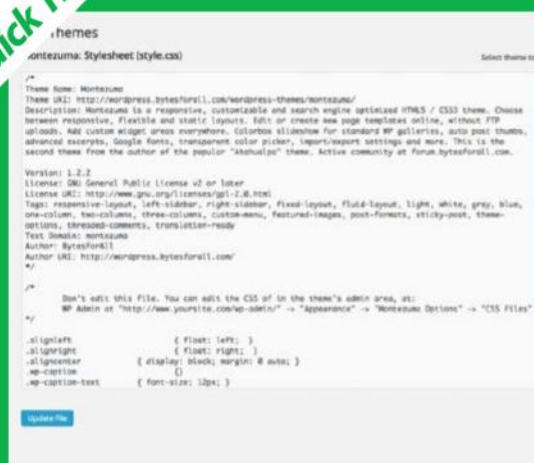 ick
Themes
Montezuma: Stylesheet (style.css)
Select theme to
/*
Theme Name: Montezuma
Theme URI: http://wordpress.bytesforall.com/wordpress-themes/montezuma/
Description: Montezuma is a responsive, customizable and search engine optimized HTML5 / CSS3 theme. Choose
between responsive, flexible and static layouts. Edit or create new page templates online, without FTP
uploads. Add custom widget areas everywhere. Colorbox slideshow for standard WP galleries, auto post thumbs,
advanced excerpts, Google fonts, transparent color picker, import/export settings and more. This is the
second theme from the author of the popular "Atahualpa" theme. Active community at forum.bytesforall.com.
Version: 1.2.2
License: GNU General Public License v2 or later
License URI: http://www.gnu.org/licenses/gpl-2.0.html
Tags: responsive-layout, left-sidebar, right-sidebar, fixed-layout, fluid-layout, light, white, gray, blue,
one-column, two-columns, three-columns, custom-menu, featured-images, post-formats, sticky-post, theme-
options, threaded-comments, translation-ready
Text Domain: montezuma
Author: BytesForAll
Author URI: http://wordpress.bytesforall.com/
*/
/*
Don't edit this file. You can edit the CSS of in the theme's admin area, at:
WP Admin at "http://www.yoursite.com/wp-admin/" -> "Appearance" -> "Montezuma Options" -> "CSS Files"
*/
.alignleft { float: left; }
.alignright { float: right; }
.aligncenter { display: block; margin: 0 auto; }
.wp-caption {}
.wp-caption-text { font-size: 12px; }
Update File